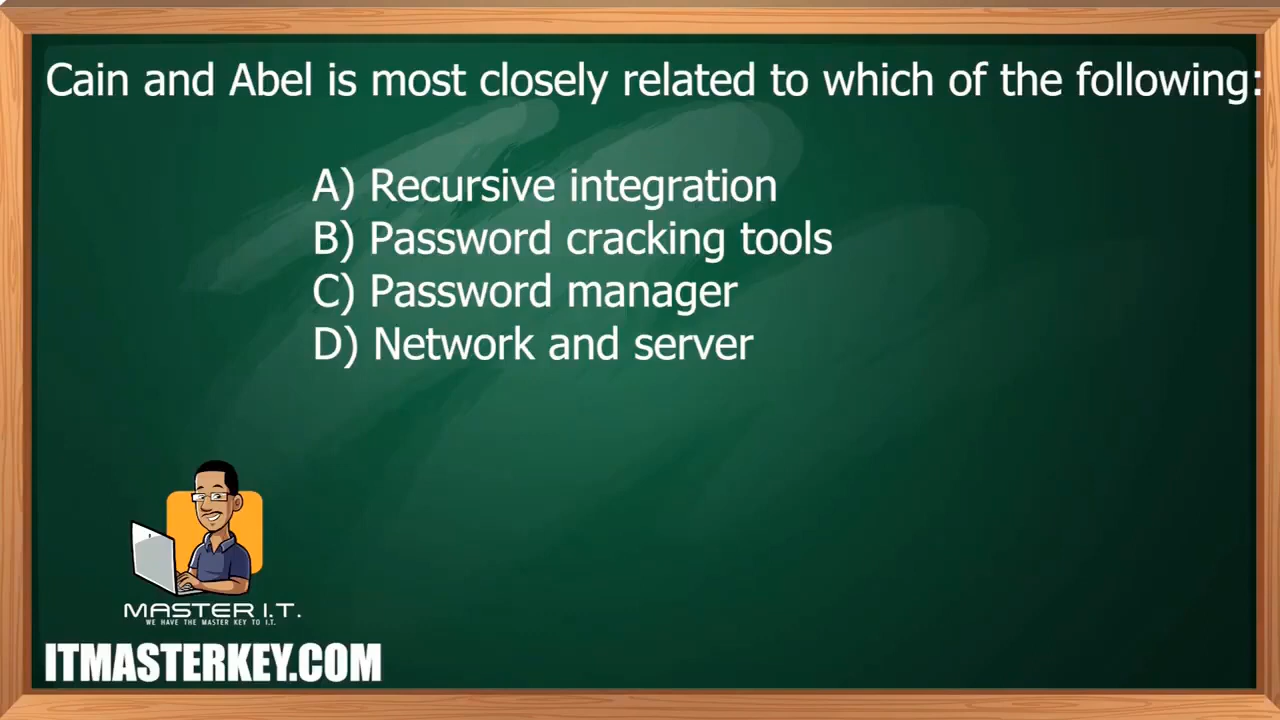 Cain and Abel is most closely related to which of the following:
A) Recursive integration
B) Password cracking tools
C) Password manager
D) Network and server
MASTER I.T.
WE HAVE THE MASTER KEY TO I.T.
ITMASTERKEY.COM